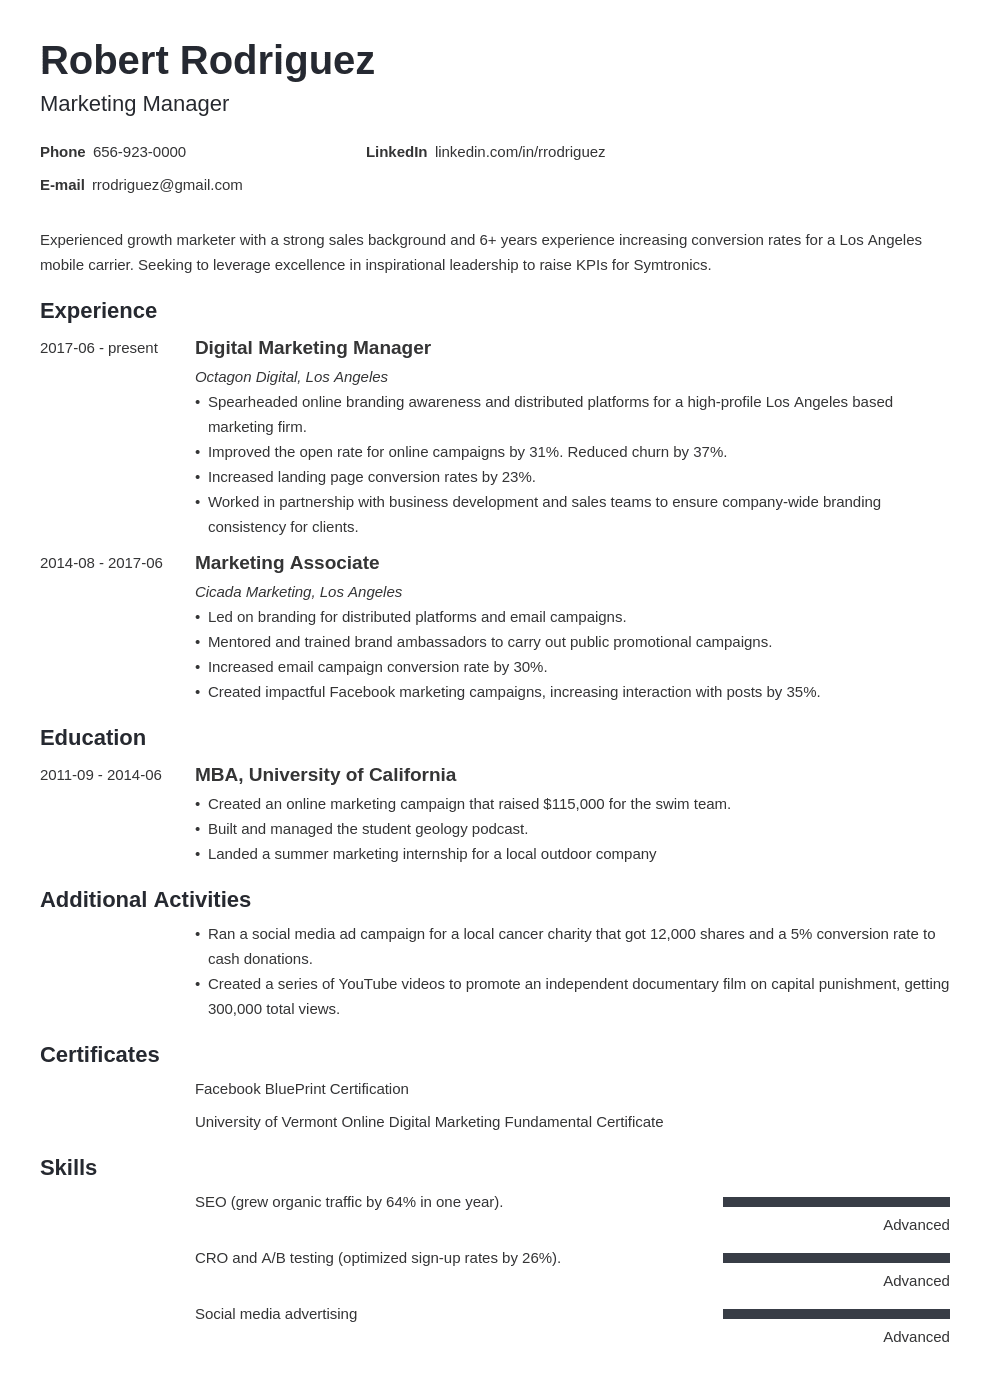 Robert Rodriguez
Marketing Manager
Phone 656-923-0000 LinkedIn linkedin.com/in/rrodriguez
E-mail rrodriguez@gmail.com
Experienced growth marketer with a strong sales background and 6+ years experience increasing conversion rates for a Los Angeles
mobile carrier. Seeking to leverage excellence in inspirational leadership to raise KPIs for Symtronics.
Experience
2017-06 - present Digital Marketing Manager
Octagon Digital, Los Angeles
• Spearheaded online branding awareness and distributed platforms for a high-profile Los Angeles based
marketing firm.
• Improved the open rate for online campaigns by 31%. Reduced churn by 37%.
• Increased landing page conversion rates by 23%.
• Worked in partnership with business development and sales teams to ensure company-wide branding
consistency for clients.
2014-08 - 2017-06 Marketing Associate
Cicada Marketing, Los Angeles
• Led on branding for distributed platforms and email campaigns.
• Mentored and trained brand ambassadors to carry out public promotional campaigns.
• Increased email campaign conversion rate by 30%.
• Created impactful Facebook marketing campaigns, increasing interaction with posts by 35%.
Education
2011-09 - 2014-06 MBA, University of California
• Created an online marketing campaign that raised $115,000 for the swim team.
• Built and managed the student geology podcast.
• Landed a summer marketing internship for a local outdoor company
Additional Activities
• Ran a social media ad campaign for a local cancer charity that got 12,000 shares and a 5% conversion rate to
cash donations.
• Created a series of YouTube videos to promote an independent documentary film on capital punishment, getting
300,000 total views.
Certificates
Facebook BluePrint Certification
University of Vermont Online Digital Marketing Fundamental Certificate
Skills
SEO (grew organic traffic by 64% in one year).
Advanced
CRO and A/B testing (optimized sign-up rates by 26%).
Advanced
Social media advertising
Advanced